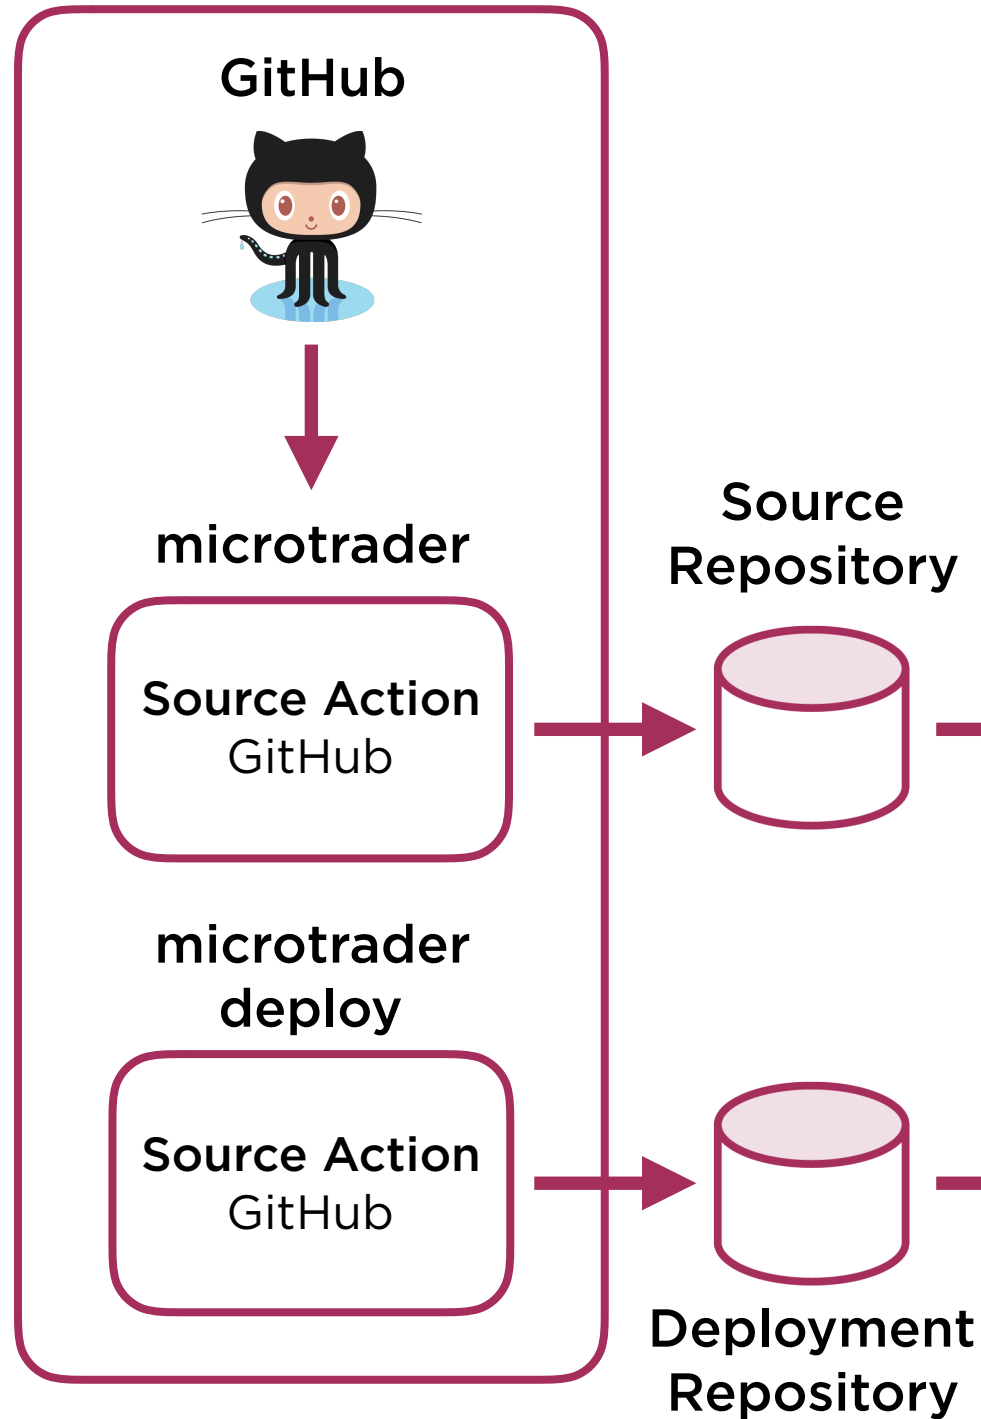 GitHub
microtrader
Source Action
GitHub
Source
Repository
microtrader
deploy
Source Action
GitHub
Deployment
Repository